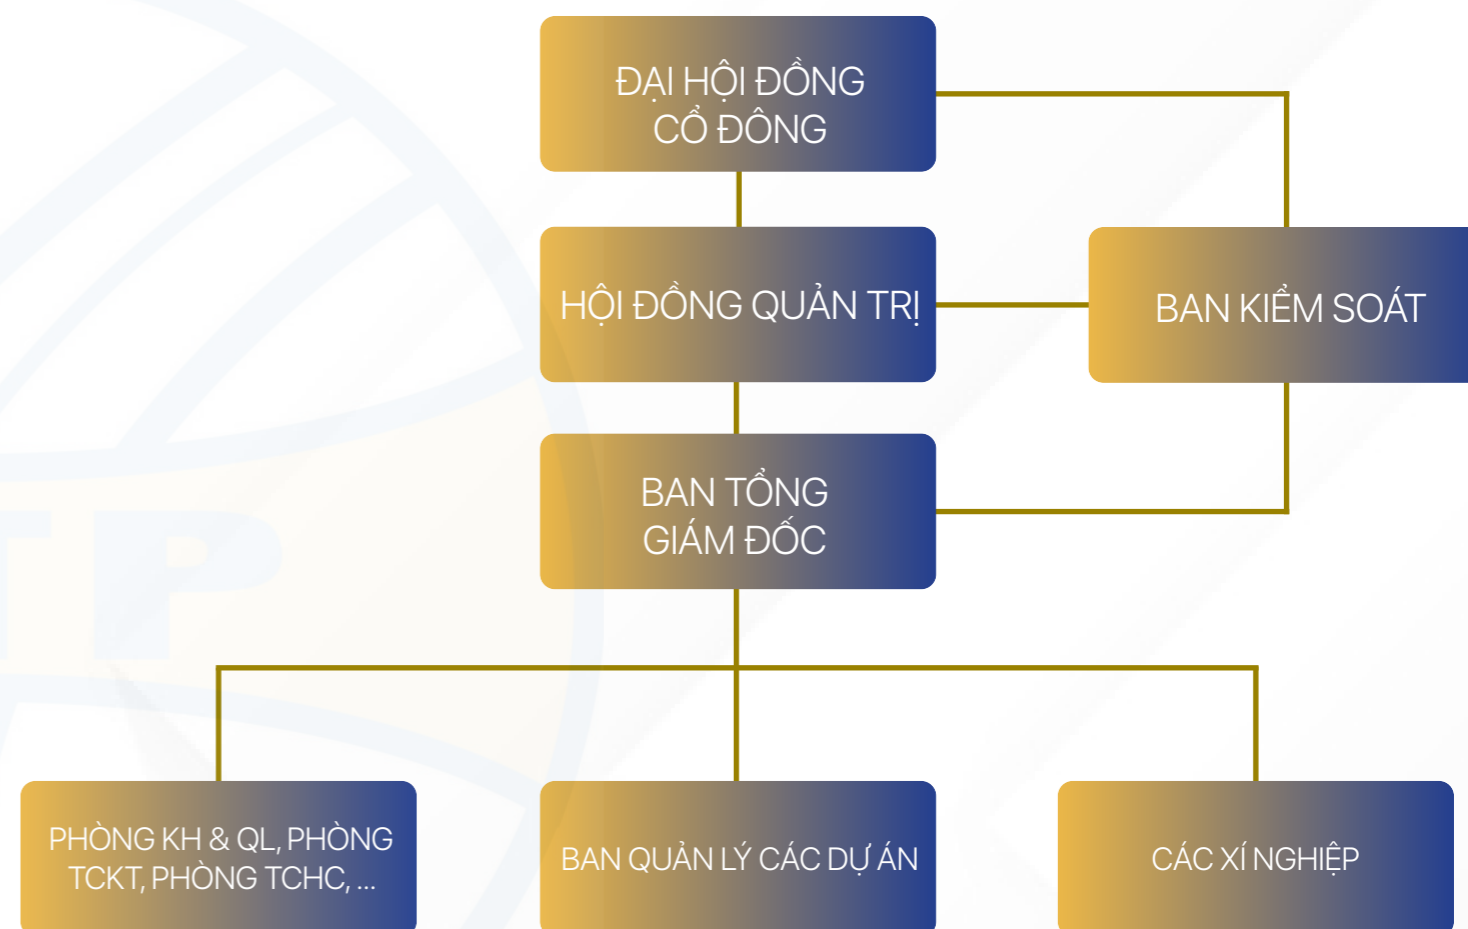 ĐẠI HỘI ĐỒNG
CỔ ĐÔNG
HỘI ĐỒNG QUẢN TRỊ
BAN KIỂM SOÁT
BAN TỔNG
GIÁM ĐỐC
PHÒNG KH & QL, PHÒNG
TCKT, PHÒNG TCHC, ...
BAN QUẢN LÝ CÁC DỰ ÁN
CÁC XÍ NGHIỆP
TP